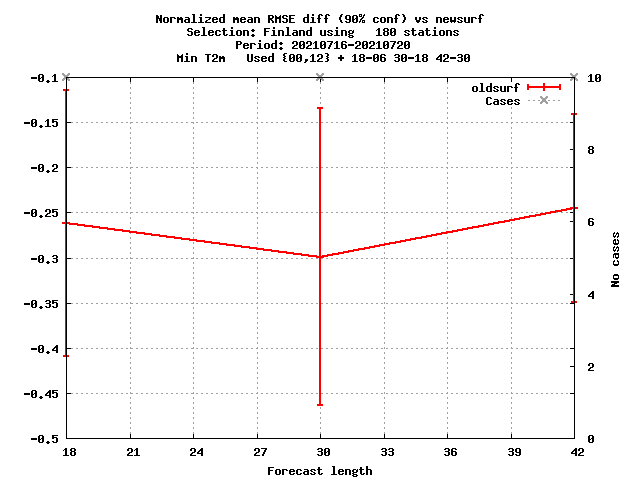 Normalized mean RMSE diff (90% conf) vs newsurf
Selection: Finland using   180 stations
Period: 20210716-20210720
Min T2m   Used {00,12} + 18-06 30-18 42-30
oldsurf
Cases
-0.1
-0.15
-0.2
-0.25
-0.3
-0.35
-0.4
-0.45
-0.5
10
8
6
4
2
0
No cases
18 21 24 27 30 33 36 39 42
Forecast length